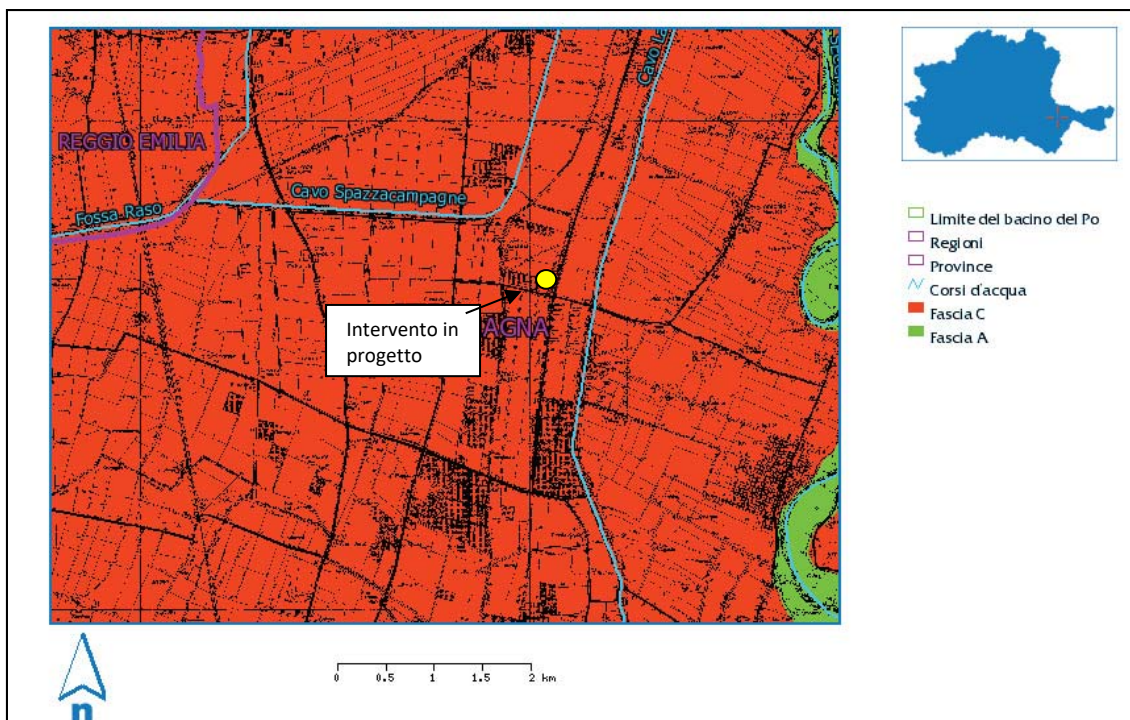 REGGIO EMILIA
Fossa Raso
Cavo Spazzacampagne
Cavo
Intervento in
progetto
AGNA
Limite del bacino del Po
Regioni
Province
Corsi d'acqua
Fascia C
Fascia A
0 0.5 1 1.5 2 km
n